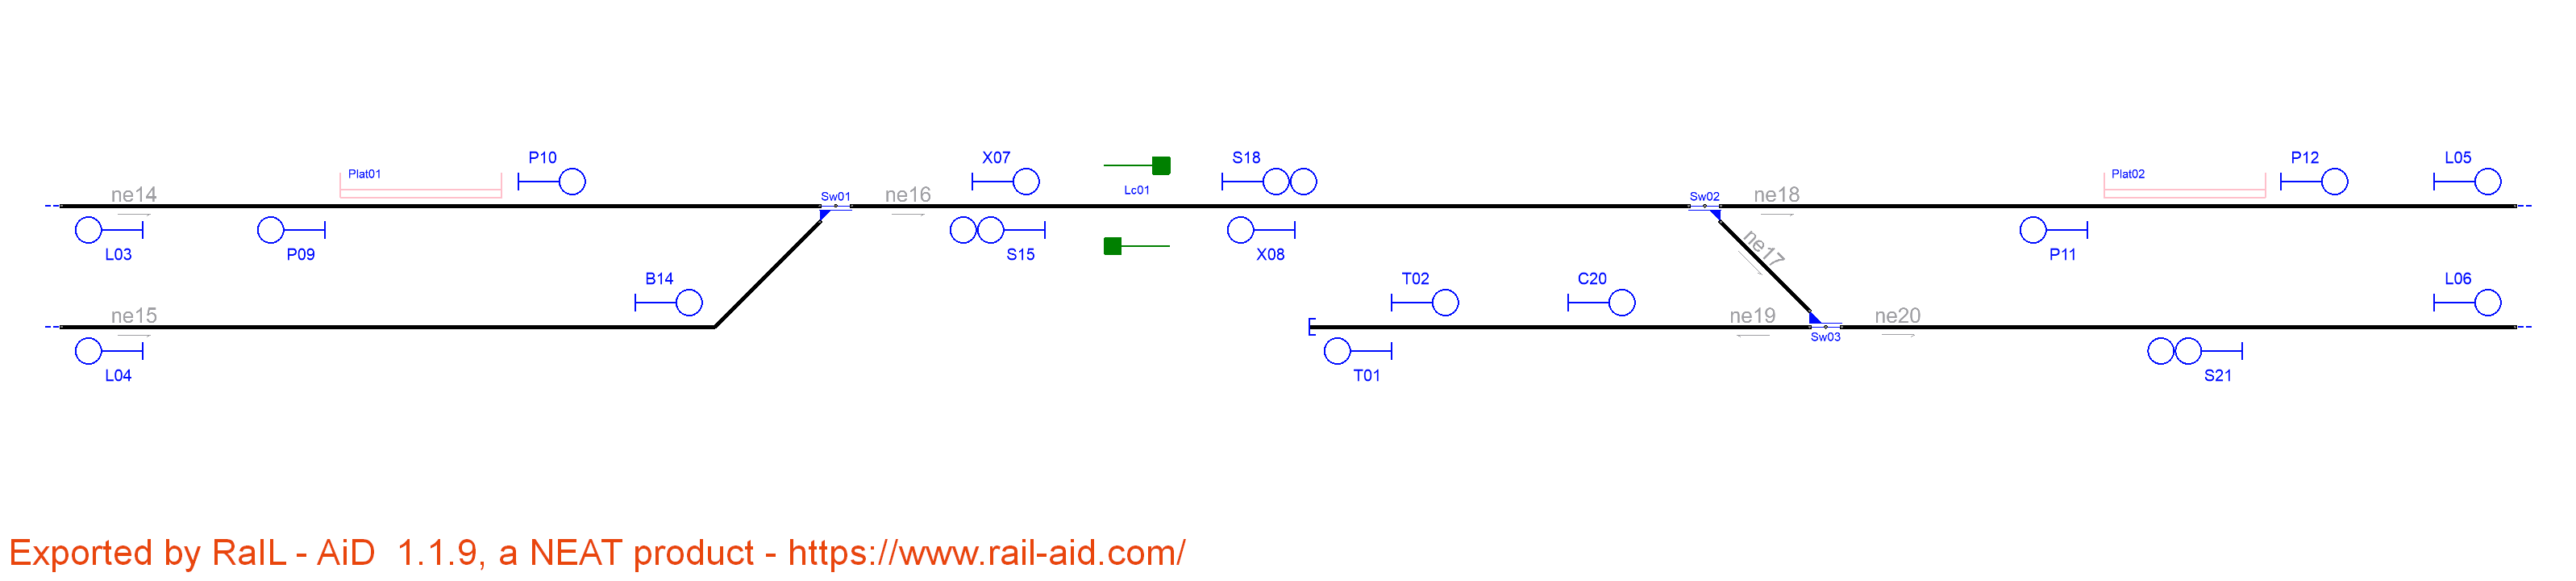 P10
X07
S18
P12
L05
Plat01
Plat02
Lc01
ne14
Sw01
ne16
Sw02
ne18
L03
P09
S15
X08
ne17
P11
B14
T02
C20
L06
ne15
ne19
ne20
Sw03
L04
T01
S21
Exported by RaIL - AiD  1.1.9, a NEAT product - https://www.rail-aid.com/